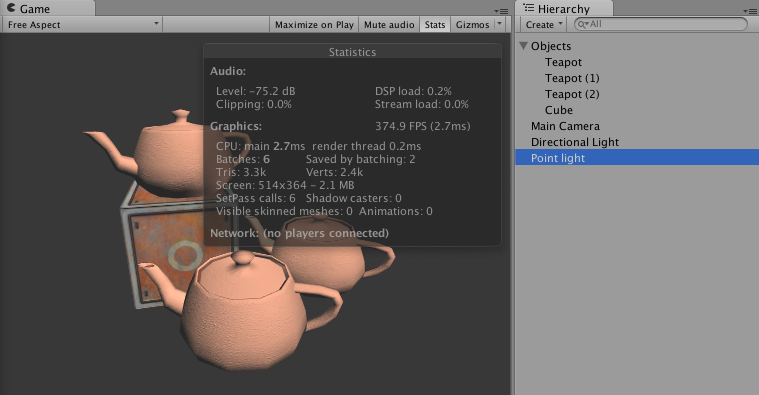 Game
Free Aspect
Maximize on Play
Mute audio
Stats
Gizmos
Statistics
Audio:
Level: -75.2 dB DSP load: 0.2%
Clipping: 0.0% Stream load: 0.0%
Graphics: 374.9 FPS (2.7ms)
CPU: main 2.7ms render thread 0.2ms
Batches: 6 Saved by batching: 2
Tris: 3.3k Verts: 2.4k
Screen: 514x364 - 2.1 MB
SetPass calls: 6 Shadow casters: 0
Visible skinned meshes: 0 Animations: 0
Network: (no players connected)
Hierarchy
Create
All
Objects
Teapot
Teapot (1)
Teapot (2)
Cube
Main Camera
Directional Light
Point light